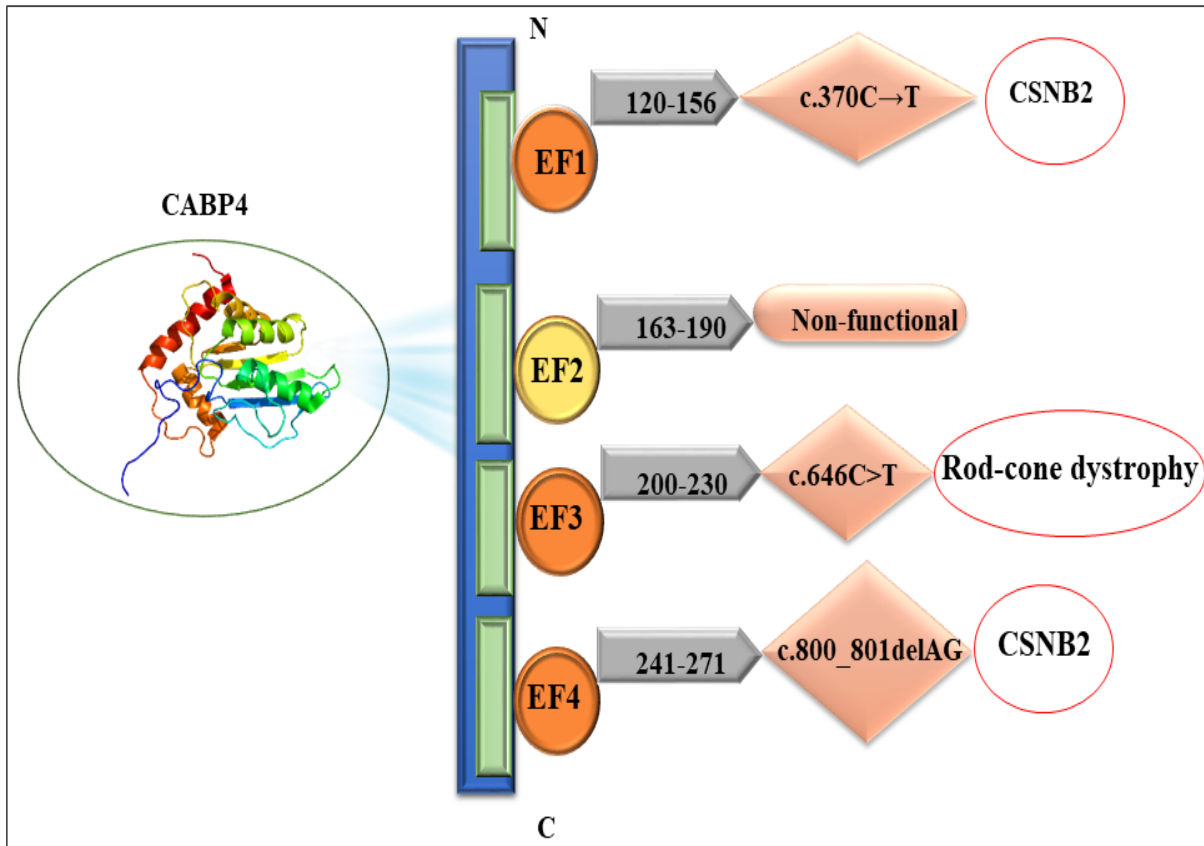 N
120-156
c.370C→T
CSNB2
EF1
CABP4
163-190
Non-functional
EF2
200-230
c.646C>T
Rod-cone dystrophy
EF3
241-271
c.800_801delAG
CSNB2
EF4
C